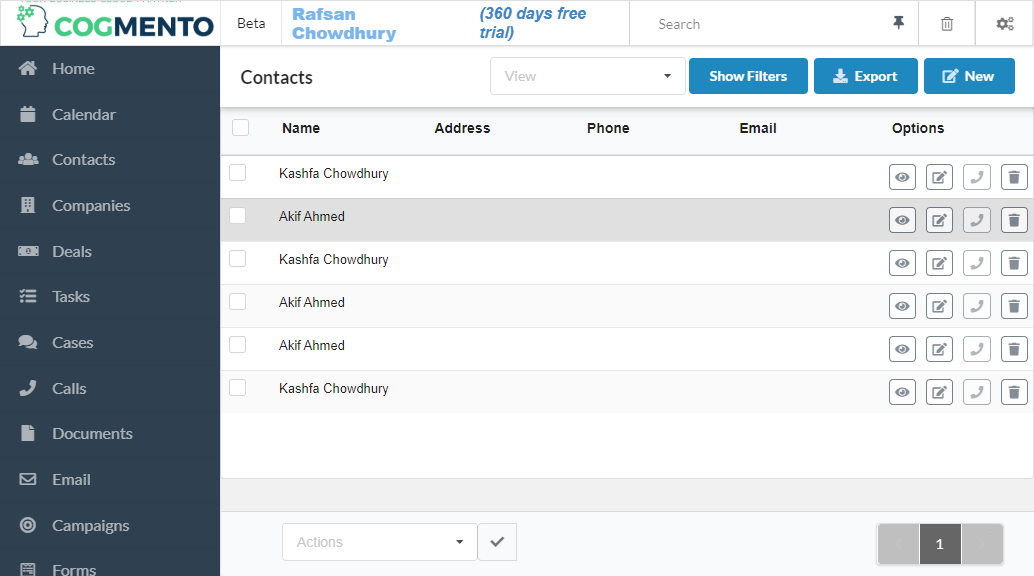 COGMENTO
Beta
Rafsan
Chowdhury
(360 days free
trial)
Search
Home
Calendar
Contacts
Companies
Deals
Tasks
Cases
Calls
Documents
Email
Campaigns
Forms
Contacts
View
Show Filters
Export
New
Name Address Phone Email Options
Kashfa Chowdhury
Akif Ahmed
Kashfa Chowdhury
Akif Ahmed
Akif Ahmed
Kashfa Chowdhury
Actions
1